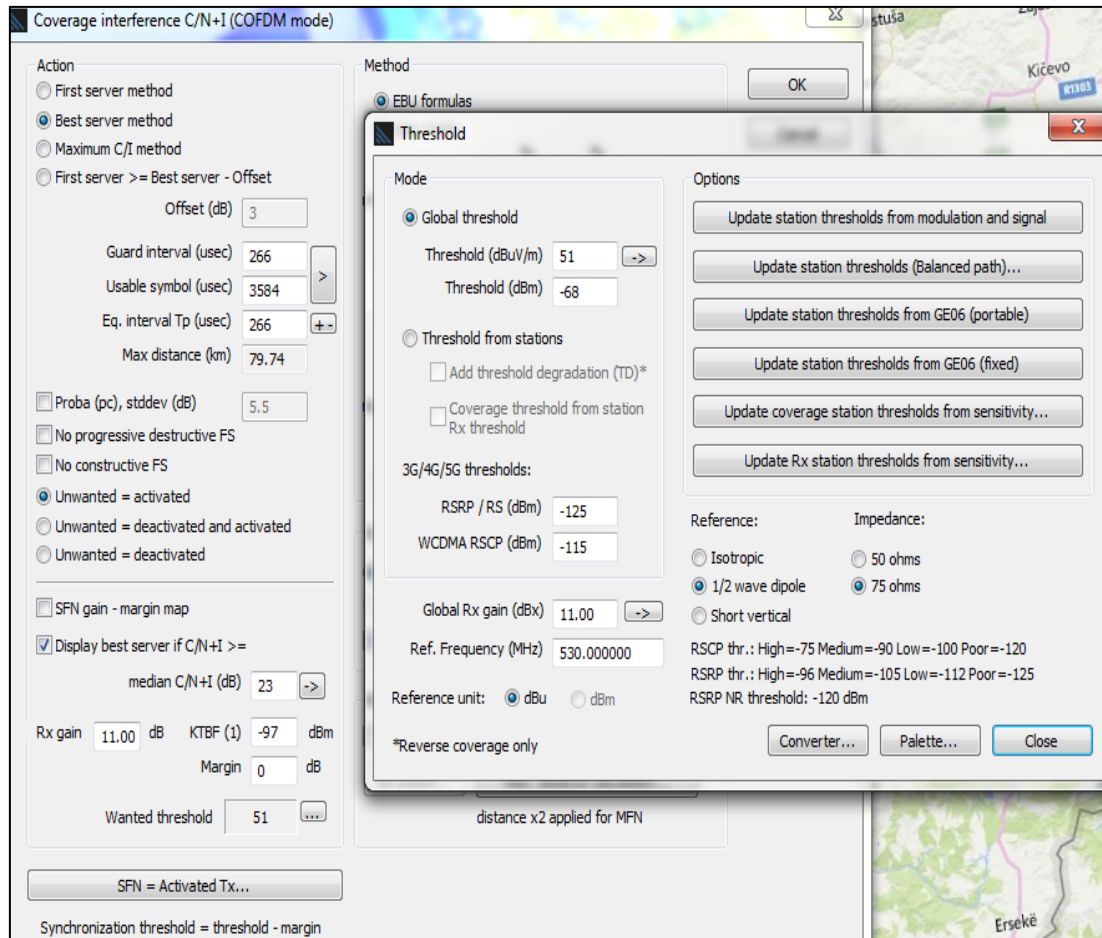 Coverage interference C/N+I (COFDM mode)
Action
First server method
Best server method
Maximum C/I method
First server >= Best server - Offset
Offset (dB) 3
Guard interval (usec) 266
>
Usable symbol (usec) 3584
Eq. interval Tp (usec) 266 + -
Max distance (km) 79.74
Proba (pc), stddev (dB) 5.5
No progressive destructive FS
No constructive FS
Unwanted = activated
Unwanted = deactivated and activated
Unwanted = deactivated
SFN gain - margin map
Display best server if C/N+I >=
median C/N+I (dB) 23 ->
Rx gain 11.00 dB KTBF (1) -97 dBm
Margin 0 dB
Wanted threshold 51 ...
SFN = Activated Tx...
Synchronization threshold = threshold - margin
Method
EBU formulas
OK
Threshold
X
Mode
Global threshold
Threshold (dBuV/m) 51 ->
Threshold (dBm) -68
Threshold from stations
Add threshold degradation (TD)*
Coverage threshold from station
Rx threshold
3G/4G/5G thresholds:
RSRP / RS (dBm) -125
WCDMA RSCP (dBm) -115
Global Rx gain (dBx) 11.00 ->
Ref. Frequency (MHz) 530.000000
Reference unit: dBu dBm
*Reverse coverage only
Options
Update station thresholds from modulation and signal
Update station thresholds (Balanced path)...
Update station thresholds from GE06 (portable)
Update station thresholds from GE06 (fixed)
Update coverage station thresholds from sensitivity...
Update Rx station thresholds from sensitivity...
Reference: Impedance:
Isotropic 50 ohms
1/2 wave dipole 75 ohms
Short vertical
RSCP thr.: High=-75 Medium=-90 Low=-100 Poor=-120
RSRP thr.: High=-96 Medium=-105 Low=-112 Poor=-125
RSRP NR threshold: -120 dBm
Converter... Palette... Close
distance x2 applied for MFN
Kičevo
R1303
Ersekë